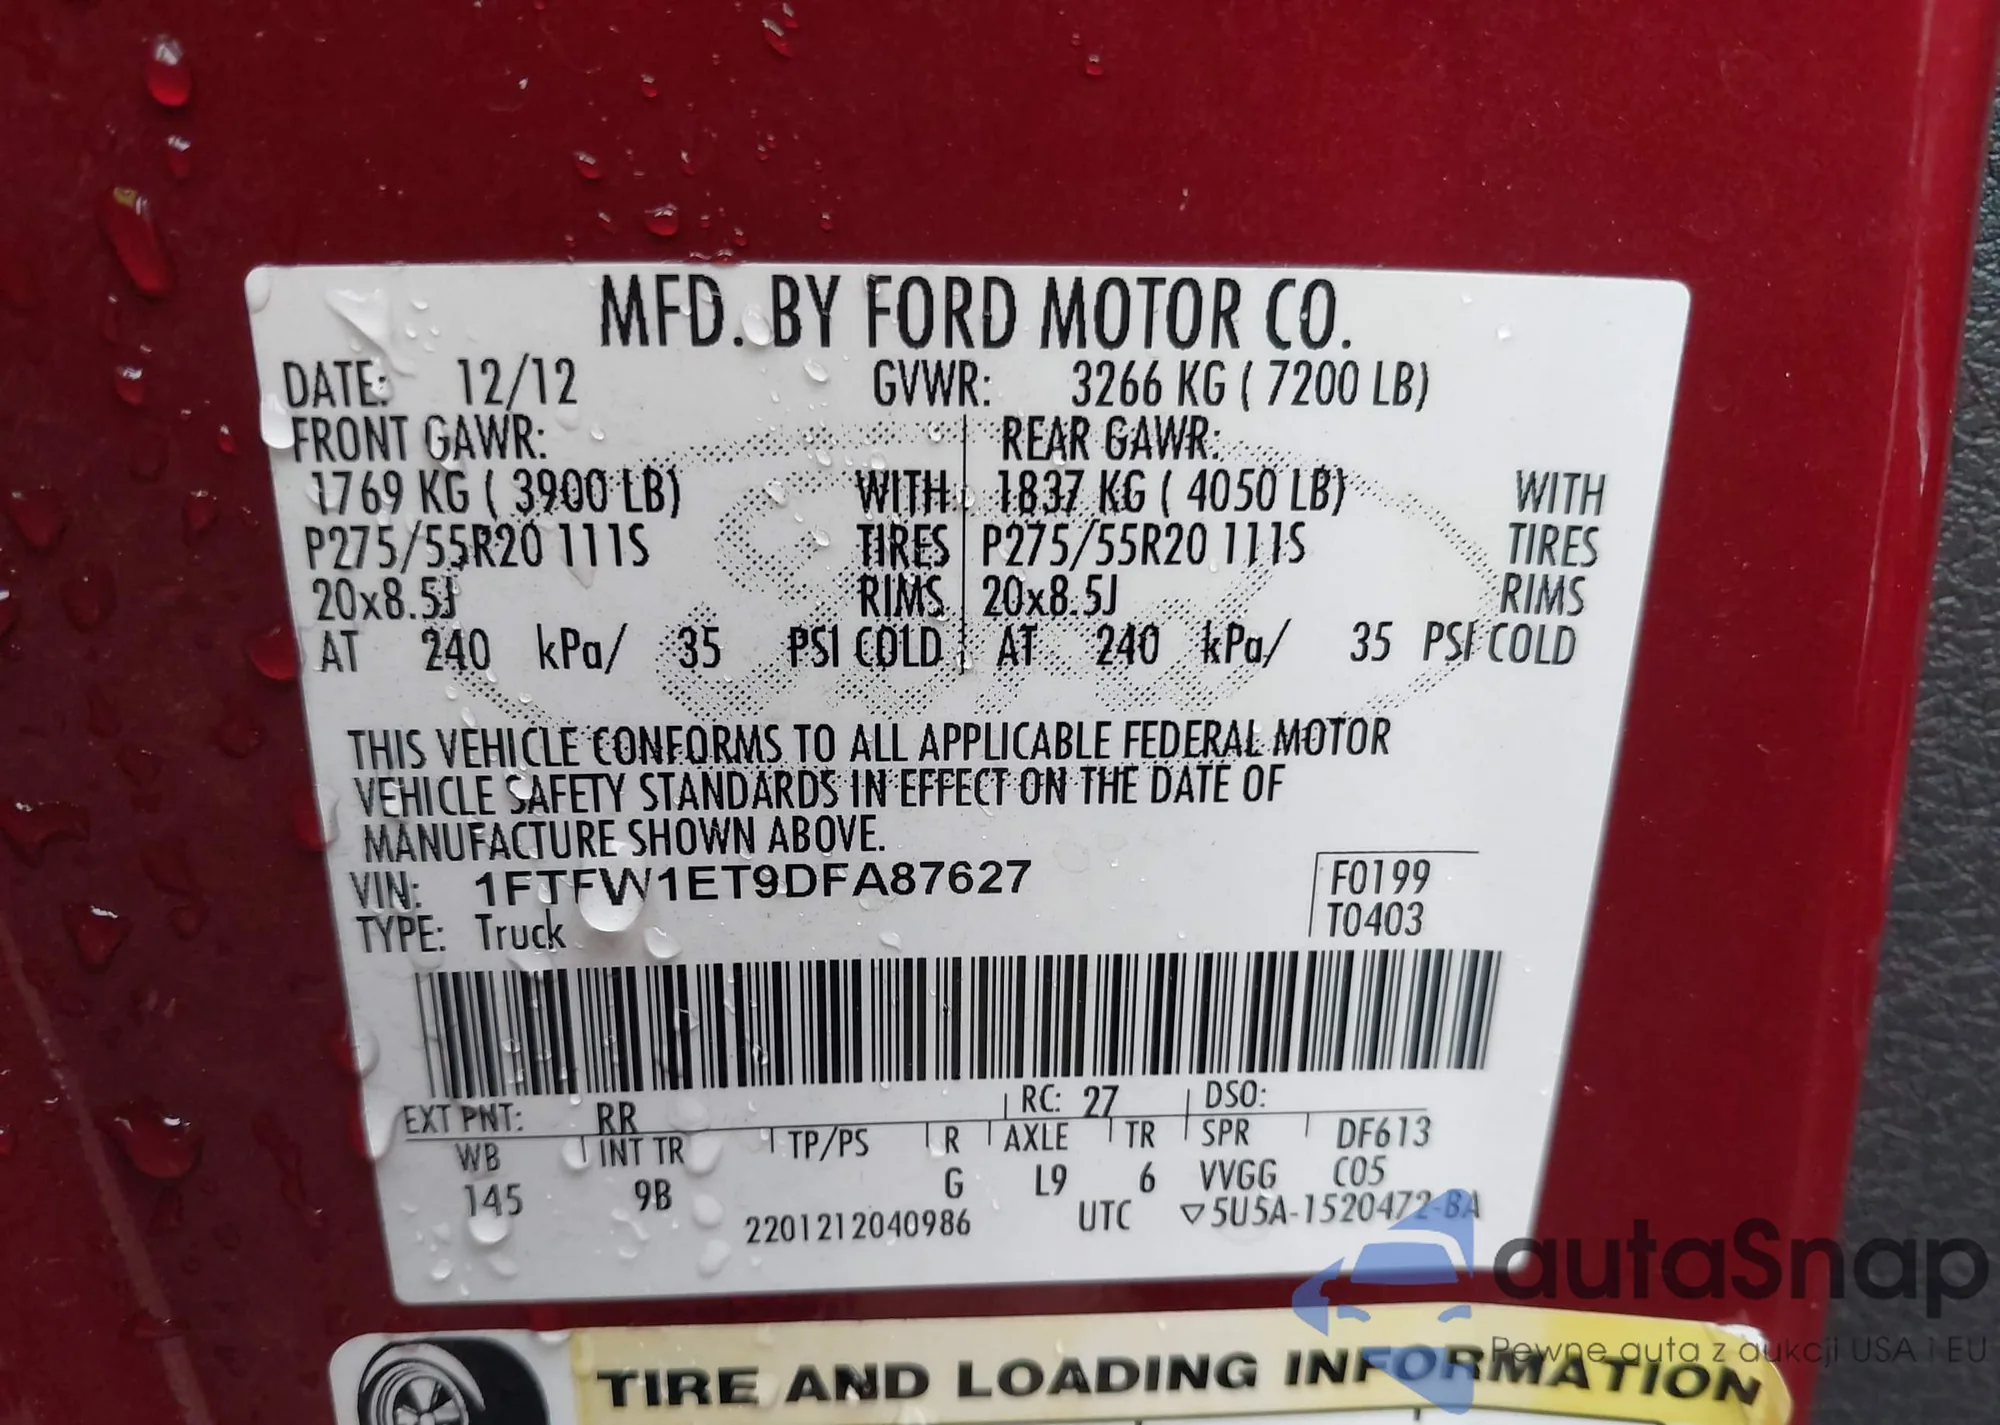 MFD. BY FORD MOTOR CO.
DATE: 12/12 GVWR: 3266 KG ( 7200 LB)
FRONT GAWR: REAR GAWR:
1769 KG ( 3900 LB) WITH 1837 KG ( 4050 LB) WITH
P275/55R20 111S TIRES P275/55R20 111S TIRES
20x8.5J RIMS 20x8.5J RIMS
AT 240 kPa/ 35 PSI COLD AT 240 kPa/ 35 PSI COLD
THIS VEHICLE CONFORMS TO ALL APPLICABLE FEDERAL MOTOR
VEHICLE SAFETY STANDARDS IN EFFECT ON THE DATE OF
MANUFACTURE SHOWN ABOVE.
VIN: 1FTFW1ET9DFA87627 F0199
TYPE: Truck T0403
EXT PNT: RR RC: 27 DSO:
WB INT TR TP/PS R AXLE TR SPR DF613
145 9B G L9 6 VVGG C05
2201212040986 UTC ▽5U5A-1520472-BA
autaSnap
Pewne auta z aukcji USA i EU
TIRE AND LOADING INFORMATION